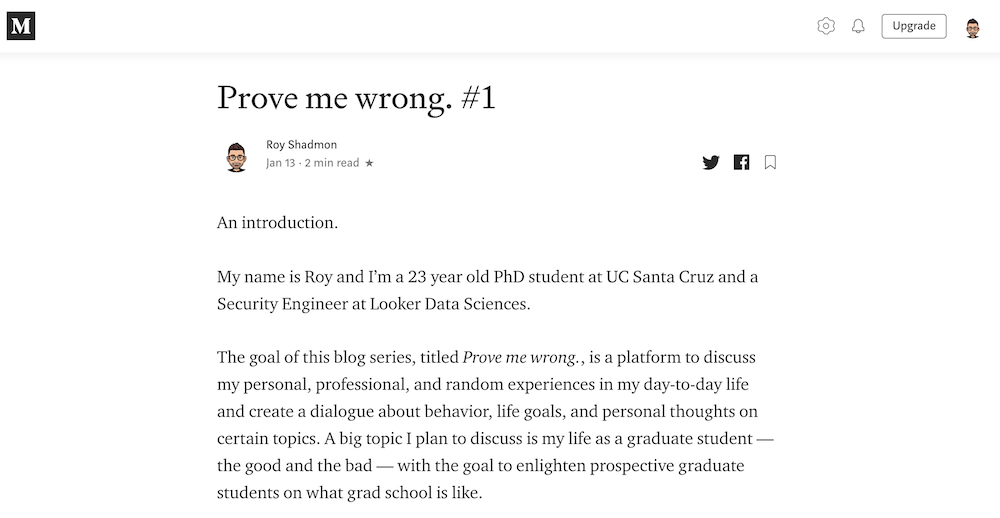 M
Upgrade
Prove me wrong. #1
Roy Shadmon
Jan 13 · 2 min read ★
An introduction.
My name is Roy and I’m a 23 year old PhD student at UC Santa Cruz and a
Security Engineer at Looker Data Sciences.
The goal of this blog series, titled Prove me wrong., is a platform to discuss
my personal, professional, and random experiences in my day-to-day life
and create a dialogue about behavior, life goals, and personal thoughts on
certain topics. A big topic I plan to discuss is my life as a graduate student —
the good and the bad — with the goal to enlighten prospective graduate
students on what grad school is like.